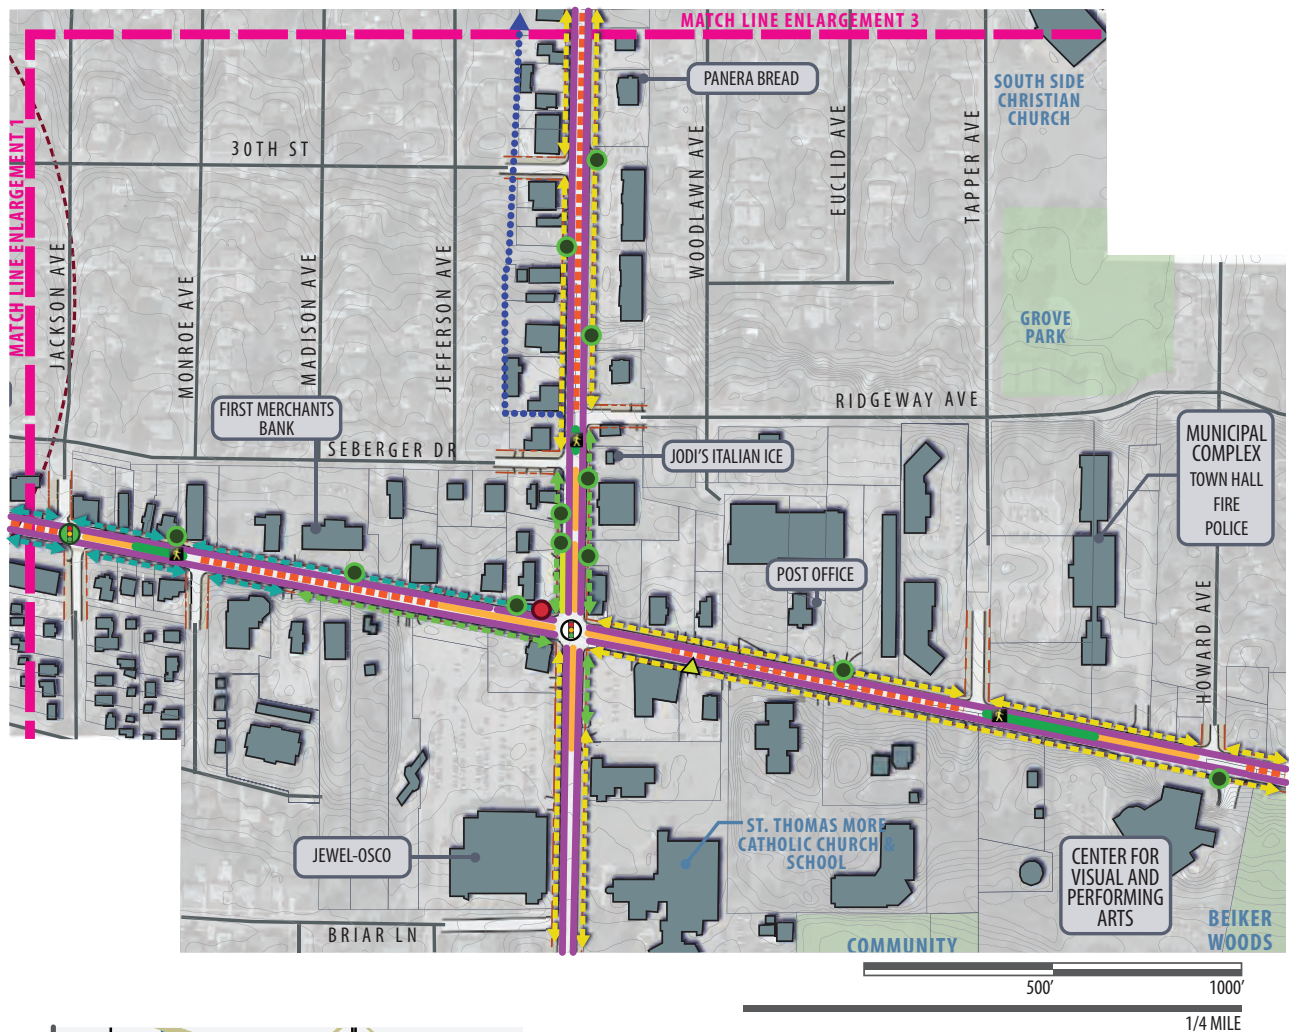 MATCH LINE ENLARGEMENT 3
MATCH LINE ENLARGEMENT 1
PANERA BREAD
SOUTH SIDE
CHRISTIAN
CHURCH
30TH ST
JACKSON AVE
MONROE AVE
MADISON AVE
JEFFERSON AVE
WOODLAWN AVE
EUCLID AVE
TAPPER AVE
GROVE
PARK
RIDGEWAY AVE
FIRST MERCHANTS
BANK
SEBERGER DR
JODI'S ITALIAN ICE
MUNICIPAL
COMPLEX
TOWN HALL
FIRE
POLICE
POST OFFICE
HOWARD AVE
ST. THOMAS MORE
CATHOLIC CHURCH &
SCHOOL
JEWEL-OSCO
CENTER FOR
VISUAL AND
PERFORMING
ARTS
BRIAR LN
COMMUNITY
BEIKER
WOODS
500'
1000'
1/4 MILE